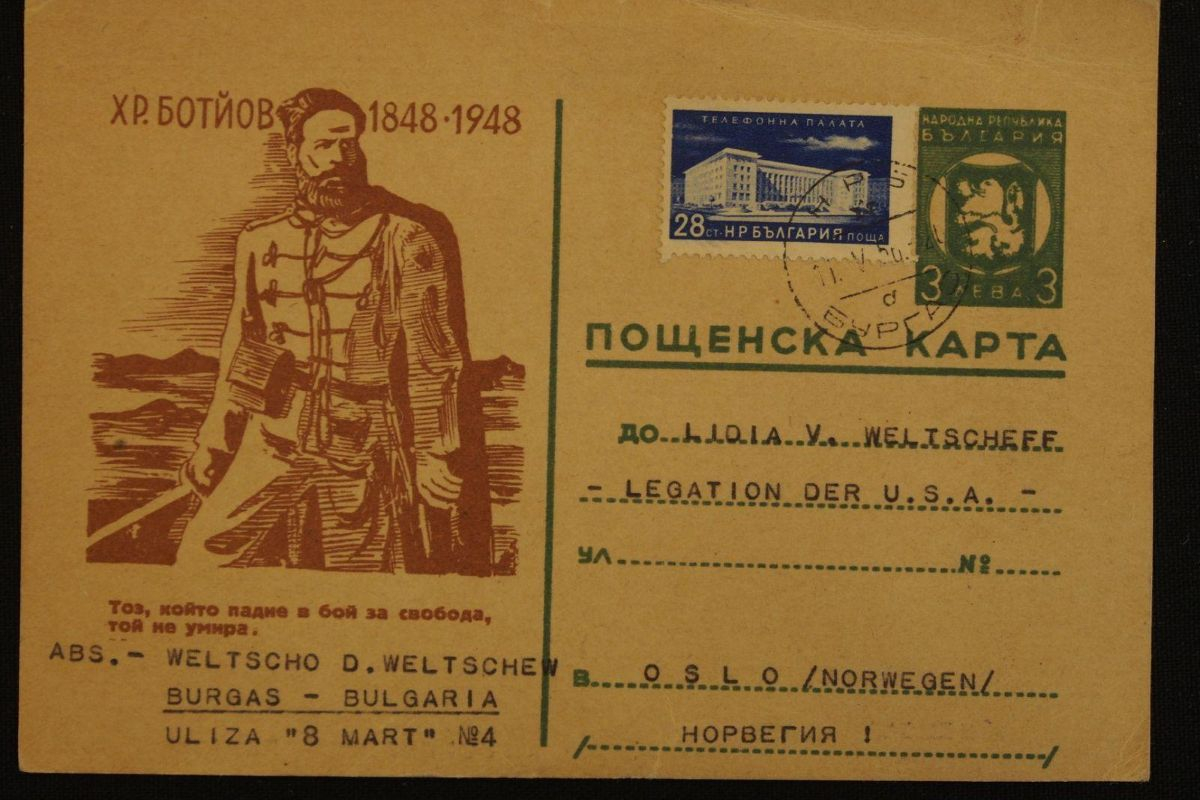 ХР. БОТЙОВ 1848·1948
ТЕЛЕФОННА ПАЛАТА
28 СТ· НР БЪЛГАРИЯ ПОЩА
НАРОДНА РЕПУБЛИКА
БЪЛГАРИЯ
3 ЛЕВА 3
БУРГАС
ПОЩЕНСКА КАРТА
ДО LIDIA V. WELTSCHEFF
- LEGATION DER U.S.A. -
УЛ № 
Тоз, който падне в бой за свобода,
той не умира.
ABS.- WELTSCHO D.WELTSCHEW
BURGAS - BULGARIA
ULIZA "8 MART" №4
В O S L O /NORWEGEN/
/ НОРВЕГИЯ ! /